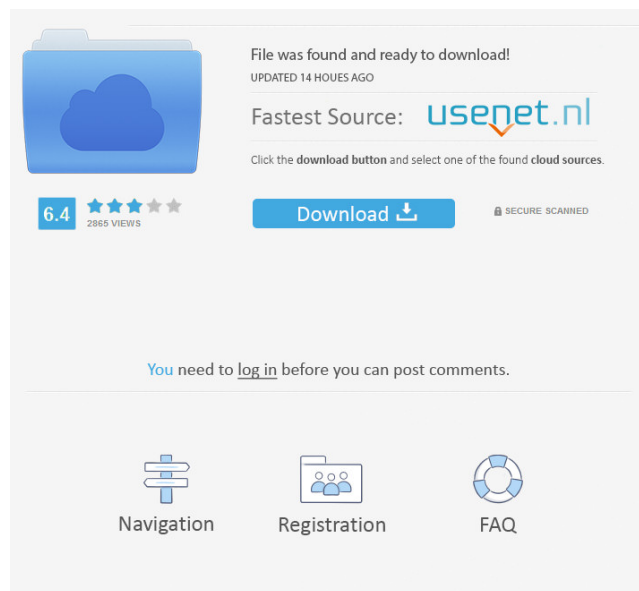 File was found and ready to download!
UPDATED 14 HOUES AGO
Fastest Source: usenet.nl
Click the download button and select one of the found cloud sources.
6.4
2865 VIEWS
Download
SECURE SCANNED
You need to log in before you can post comments.
Navigation
Registration
FAQ